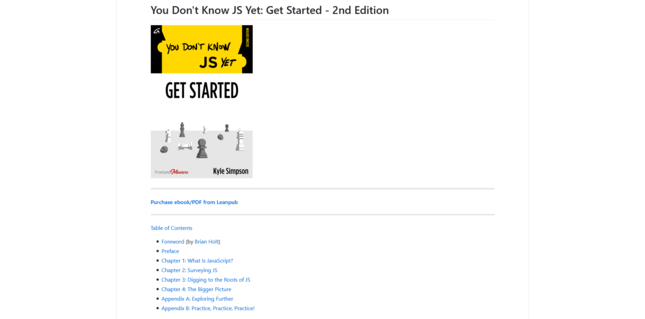 You Don't Know JS Yet: Get Started - 2nd Edition
YOU DON'T KNOW
JS YET
GET STARTED
Frontend Masters
Kyle Simpson
Purchase ebook/PDF from Leanpub
Table of Contents
Foreword (by Brian Holt)
Preface
Chapter 1: What Is JavaScript?
Chapter 2: Surveying JS
Chapter 3: Digging to the Roots of JS
Chapter 4: The Bigger Picture
Appendix A: Exploring Further
Appendix B: Practice, Practice, Practice!